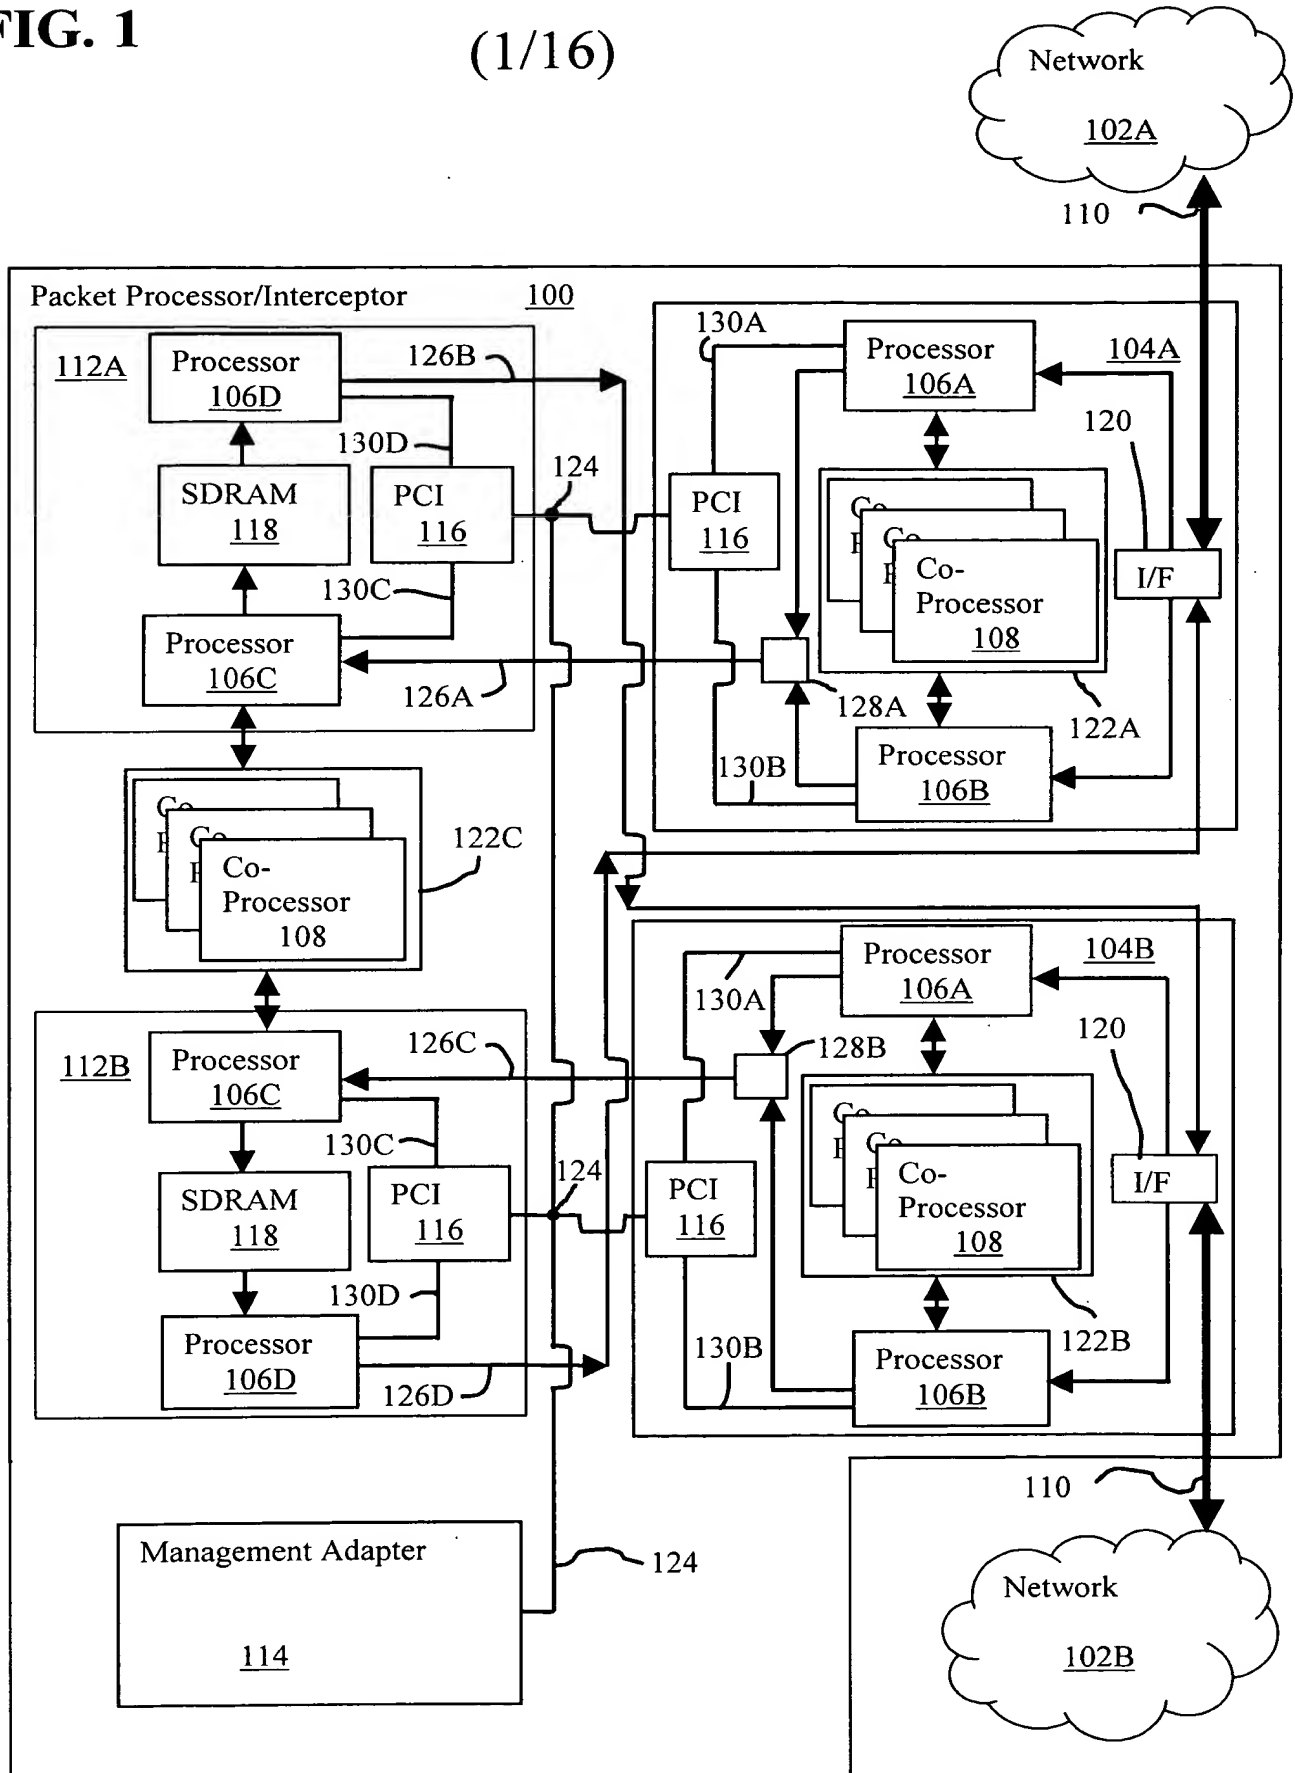 FIG. 1
(1/16)
Network
102A
110
Packet Processor/Interceptor 100
112A
Processor
106D
126B
130D
SDRAM
118
PCI
116
124
130C
Processor
106C
126A
130A
Processor
106A
104A
120
PCI
116
Co-
Processor
108
I/F
128A
122A
Processor
106B
130B
Co-
Processor
108
122C
112B
Processor
106C
126C
130C
SDRAM
118
PCI
116
124
130D
Processor
106D
126D
130A
Processor
106A
104B
128B
120
PCI
116
Co-
Processor
108
I/F
122B
130B
Processor
106B
110
Management Adapter
114
124
Network
102B